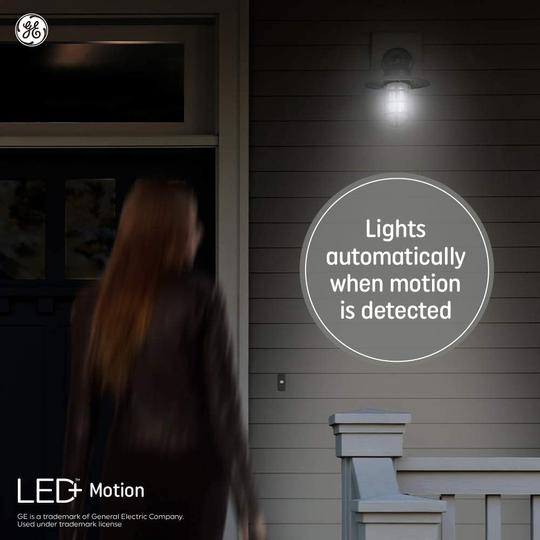 GE
Lights
automatically
when motion
is detected
LED+™ Motion
GE is a trademark of General Electric Company.
Used under trademark license